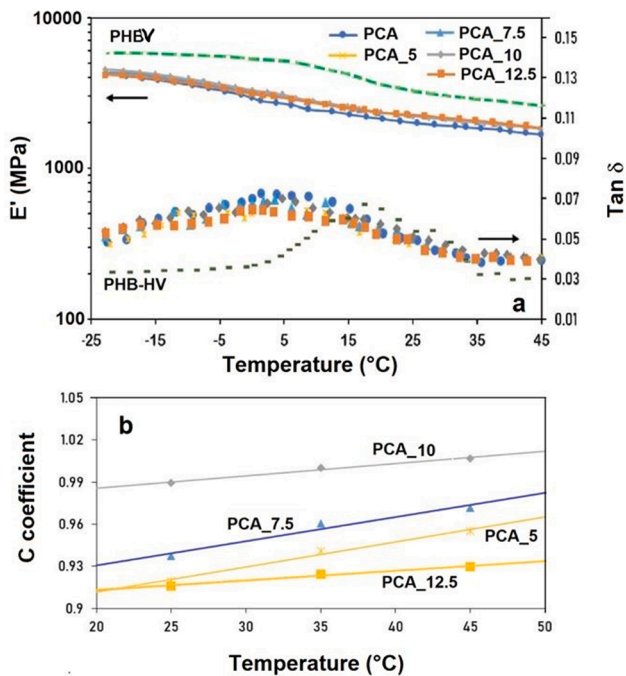 PHBV
PCA
PCA_7.5
PCA_5
PCA_10
PCA_12.5
10000
1000
100
E' (MPa)
0.15
0.13
0.11
0.09
0.07
0.05
0.03
0.01
Tan δ
PHB-HV
a
-25
-15
-5
5
15
25
35
45
Temperature (°C)
b
1.05
1.02
0.99
0.96
0.93
0.9
C coefficient
PCA_10
PCA_7.5
PCA_5
PCA_12.5
20
25
30
35
40
45
50
Temperature (°C)